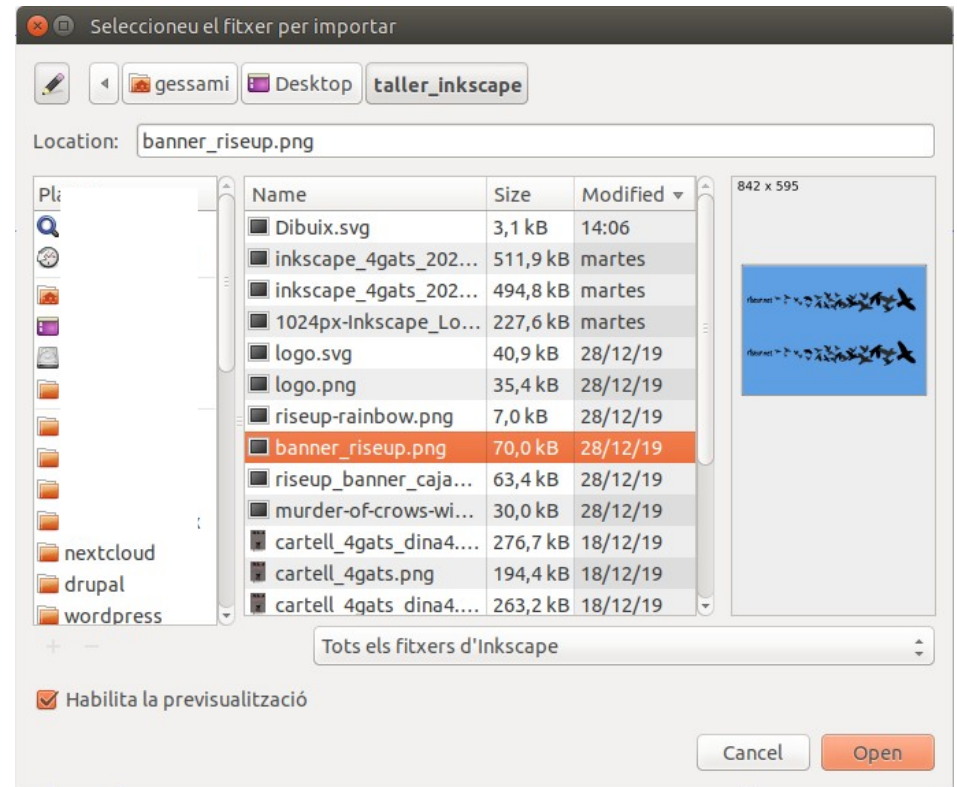 Seleccioneu el fitxer per importar
gessami Desktop taller_inkscape
Location: banner_riseup.png
Name Size Modified
Dibuix.svg 3,1 kB 14:06
inkscape_4gats_202... 511,9 kB martes
inkscape_4gats_202... 494,8 kB martes
1024px-Inkscape_Lo... 227,6 kB martes
logo.svg 40,9 kB 28/12/19
logo.png 35,4 kB 28/12/19
riseup-rainbow.png 7,0 kB 28/12/19
banner_riseup.png 70,0 kB 28/12/19
riseup_banner_caja... 63,4 kB 28/12/19
murder-of-crows-wi... 30,0 kB 28/12/19
cartell_4gats_dina4.... 276,7 kB 18/12/19
cartell_4gats.png 194,4 kB 18/12/19
cartell_4gats_dina4.... 263,2 kB 18/12/19
nextcloud
drupal
wordpress
842 x 595
Tots els fitxers d'Inkscape
Habilita la previsualització
Cancel Open